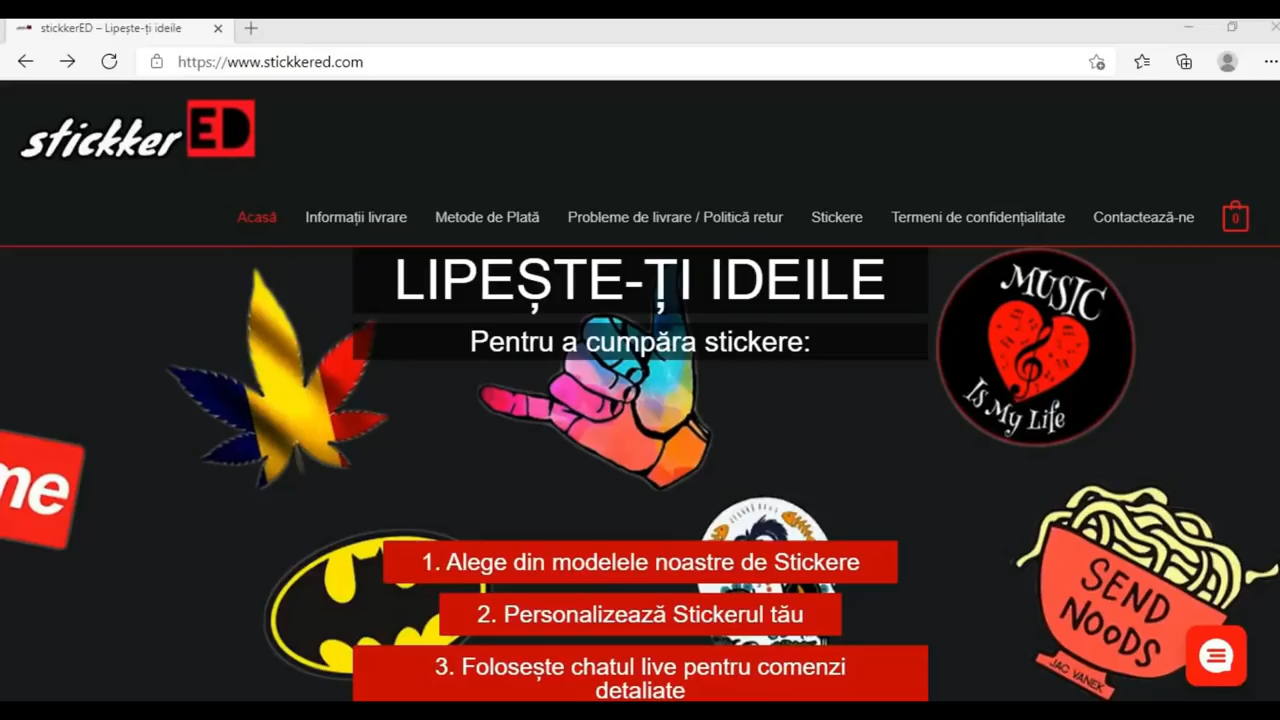 stickkerED – Lipește-ți ideile
https://www.stickkered.com
stickker ED
Acasă Informații livrare Metode de Plată Probleme de livrare / Politică retur Stickere Termeni de confidențialitate Contactează-ne 0
LIPEȘTE-ȚI IDEILE
Pentru a cumpăra stickere:
MUSIC
Is My Life
me
1. Alege din modelele noastre de Stickere
2. Personalizează Stickerul tău
3. Folosește chatul live pentru comenzi
detaliate
SEND
NOODS
JAC VANEK